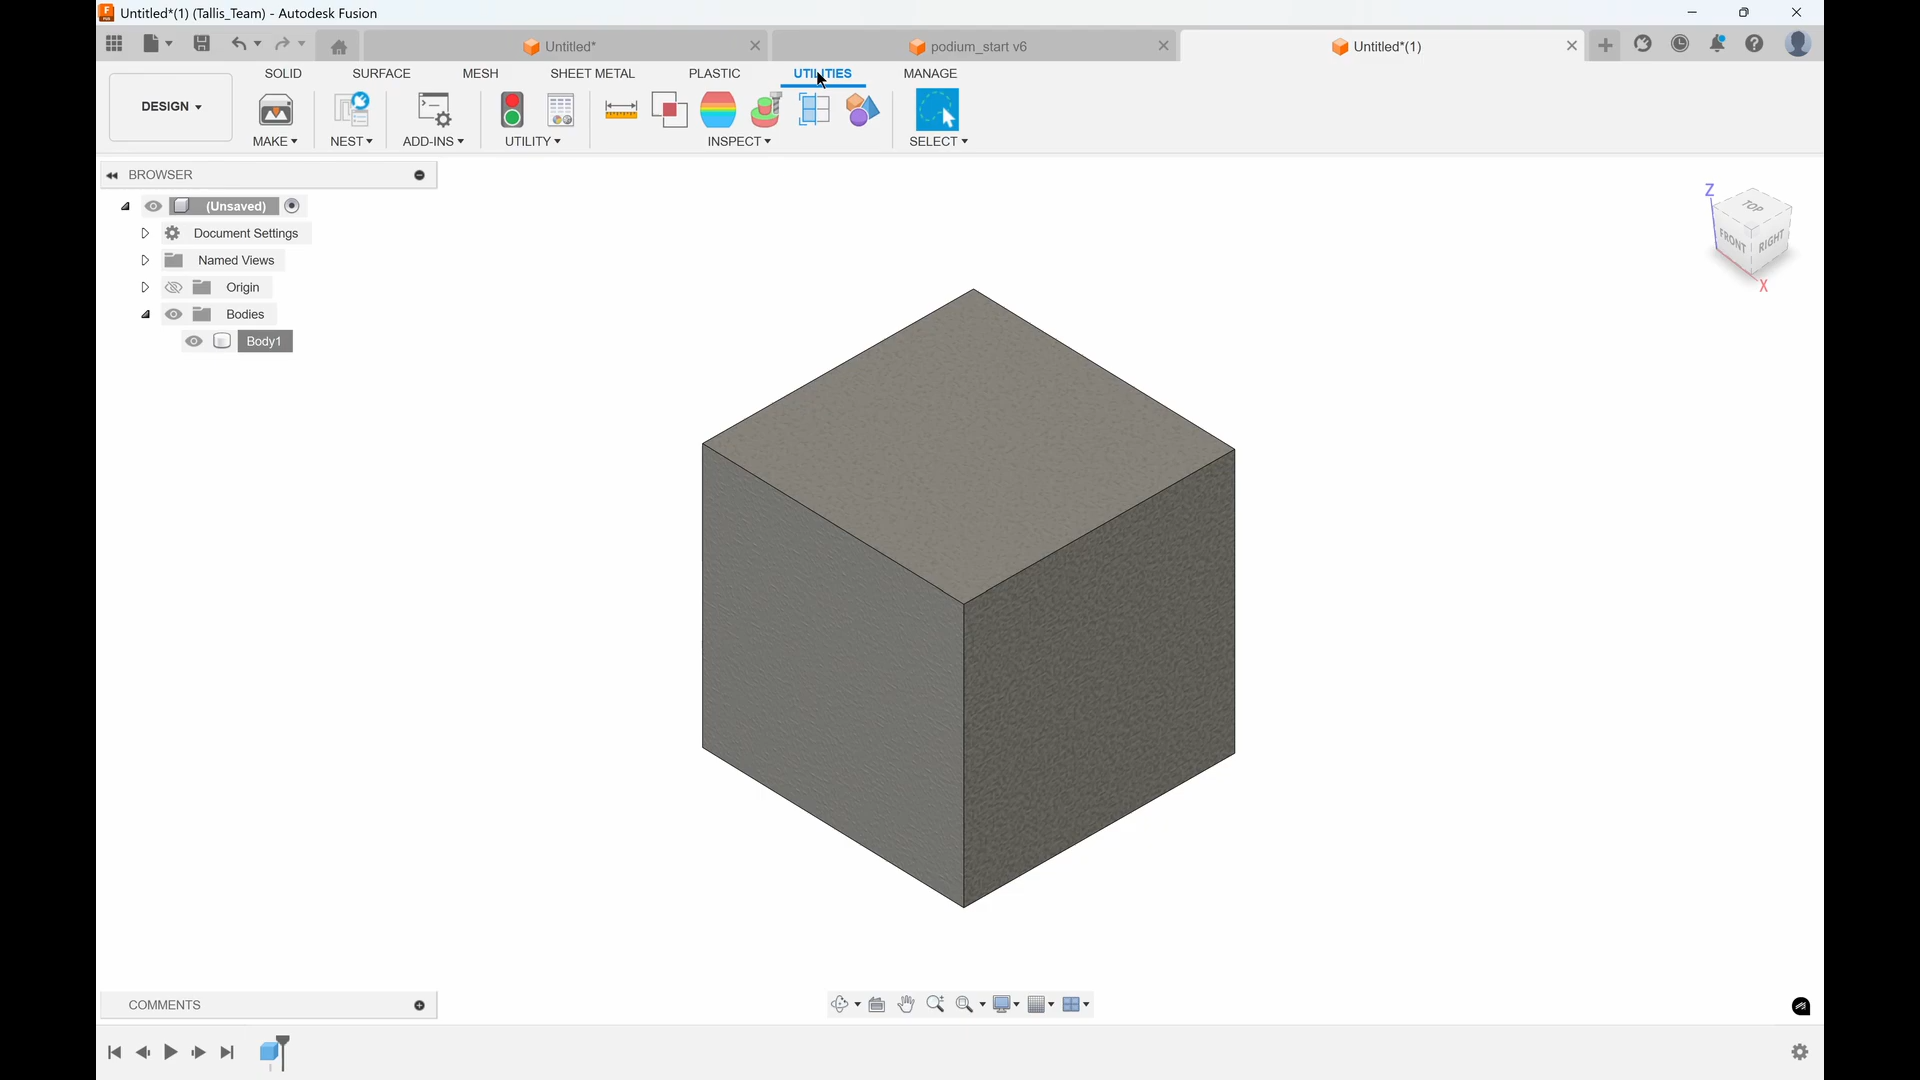 Untitled*(1) (Tallis_Team) - Autodesk Fusion
Untitled*
podium_start v6
Untitled*(1)
SOLID
SURFACE
MESH
SHEET METAL
PLASTIC
UTILITIES
MANAGE
DESIGN
MAKE
NEST
ADD-INS
UTILITY
INSPECT
SELECT
BROWSER
(Unsaved)
Document Settings
Named Views
Origin
Bodies
Body1
Z
TOP
FRONT
RIGHT
X
COMMENTS